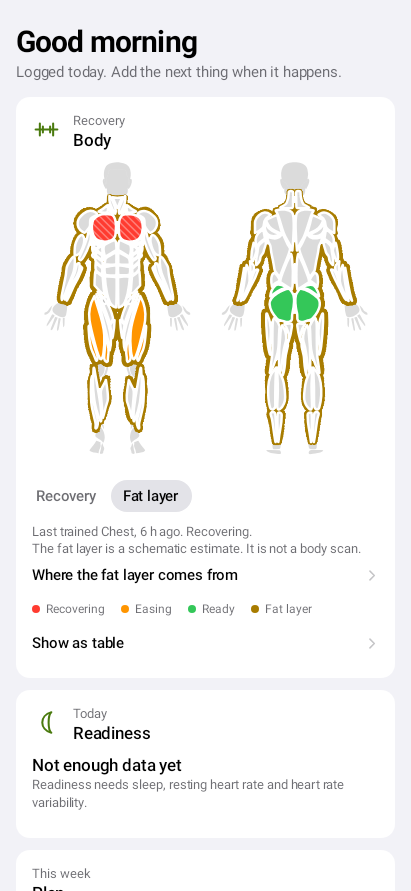 Good morning
Logged today. Add the next thing when it happens.
Recovery
Body
Recovery
Fat layer
Last trained Chest, 6 h ago. Recovering.
The fat layer is a schematic estimate. It is not a body scan.
Where the fat layer comes from
Recovering
Easing
Ready
Fat layer
Show as table
Today
Readiness
Not enough data yet
Readiness needs sleep, resting heart rate and heart rate
variability.
This week
Plan